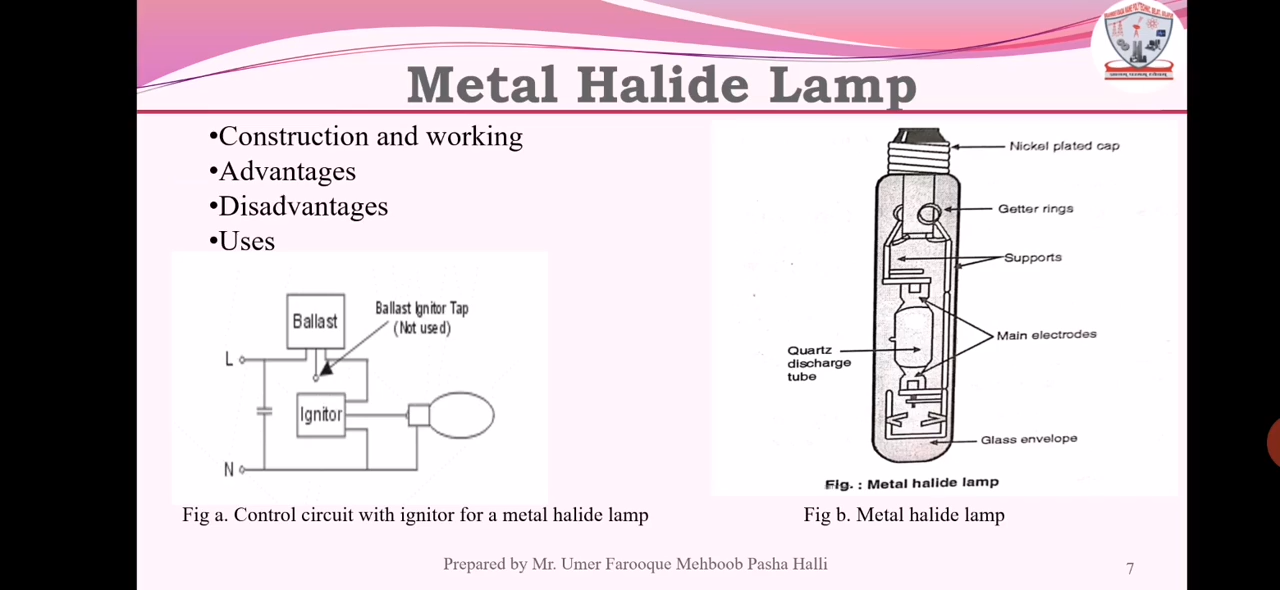 Metal Halide Lamp
•Construction and working
•Advantages
•Disadvantages
•Uses
Ballast
Ballast Ignitor Tap
(Not used)
L
Ignitor
N
Fig a. Control circuit with ignitor for a metal halide lamp
Nickel plated cap
Getter rings
Supports
Main electrodes
Quartz
discharge
tube
Glass envelope
Fig. : Metal halide lamp
Fig b. Metal halide lamp
Prepared by Mr. Umer Farooque Mehboob Pasha Halli
7